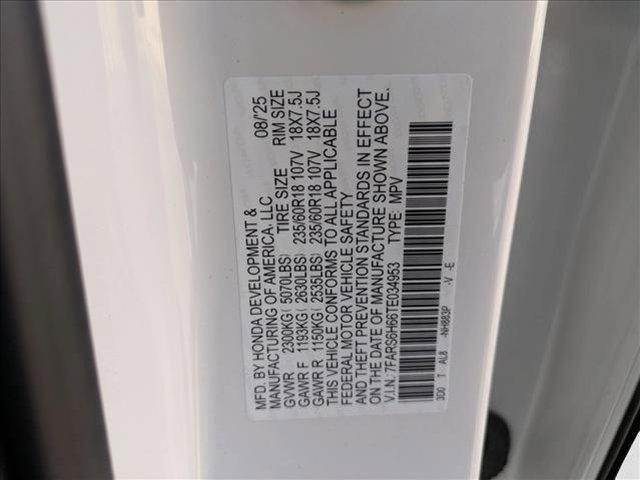 MFD. BY HONDA DEVELOPMENT &
MANUFACTURING OF AMERICA, LLC 08/'25
GVWR 2300KG( 5070LBS) TIRE SIZE RIM SIZE
GAWR F 1193KG( 2630LBS) 235/60R18 107V 18X7.5J
GAWR R 1150KG( 2535LBS) 235/60R18 107V 18X7.5J
THIS VEHICLE CONFORMS TO ALL APPLICABLE
FEDERAL MOTOR VEHICLE SAFETY
AND THEFT PREVENTION STANDARDS IN EFFECT
ON THE DATE OF MANUFACTURE SHOWN ABOVE.
V.I.N.: 7FARS6H66TE034953 TYPE: MPV
3D0 T AL8 -NH883P -V -E